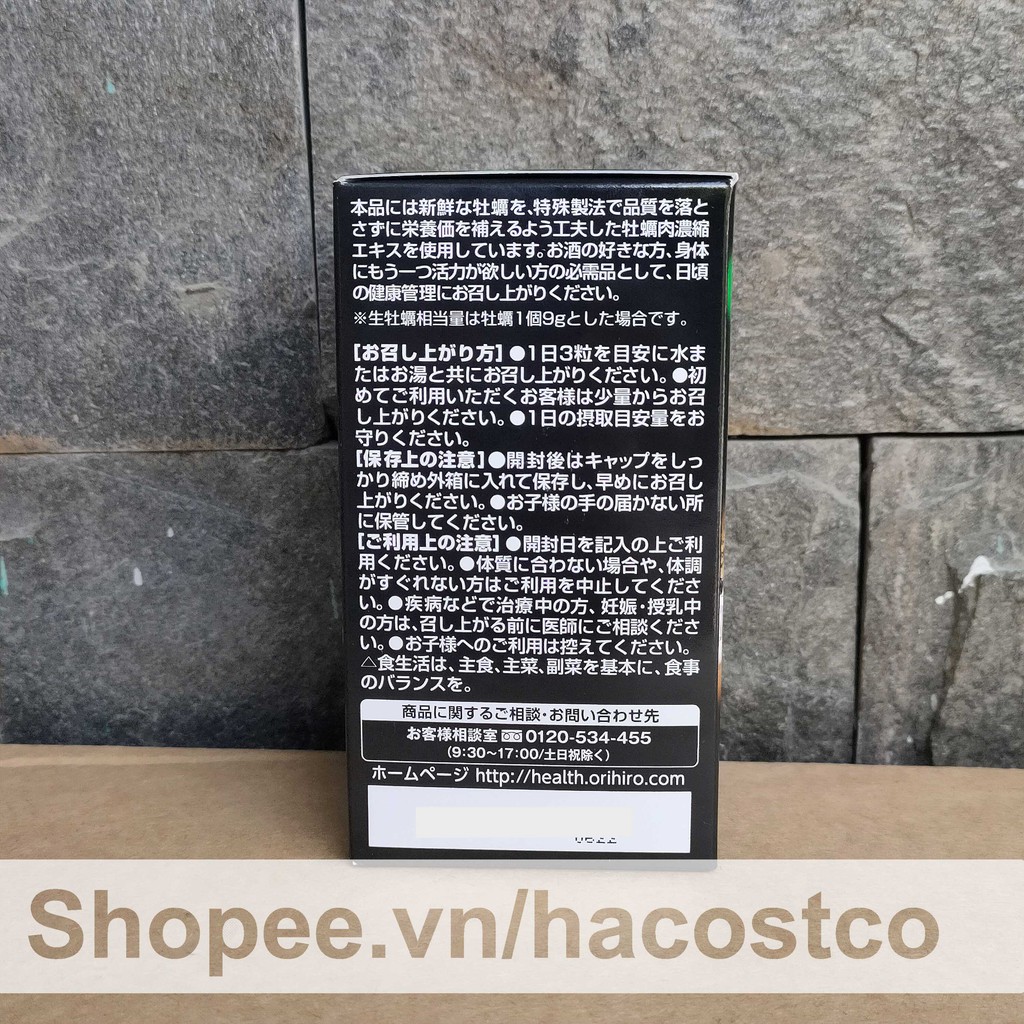 本品には新鮮な牡蠣を、特殊製法で品質を落と
さずに栄養価を補えるよう工夫した牡蠣肉濃縮
エキスを使用しています。お酒の好きな方、身体
にもう一つ活力が欲しい方の必需品として、日頃
の健康管理にお召し上がりください。
※生牡蠣相当量は牡蠣1個9gとした場合です。
【お召し上がり方】●1日3粒を目安に水ま
たはお湯と共にお召し上がりください。●初
めてご利用いただくお客様は少量からお召
し上がりください。●1日の摂取目安量をお
守りください。
【保存上の注意】●開封後はキャップをしっ
かり締め外箱に入れて保存し、早めにお召し
上がりください。●お子様の手の届かない所
に保管してください。
【ご利用上の注意】●開封日を記入の上ご利
用ください。●体質に合わない場合や、体調
がすぐれない方はご利用を中止してくださ
い。●疾病などで治療中の方、妊娠・授乳中
の方は、召し上がる前に医師にご相談くださ
い。●お子様へのご利用は控えてください。
△食生活は、主食、主菜、副菜を基本に、食事
のバランスを。
商品に関するご相談・お問い合わせ先
お客様相談室 0120-534-455
(9:30〜17:00/土日祝除く)
ホームページ http://health.orihiro.com
Shopee.vn/hacostco